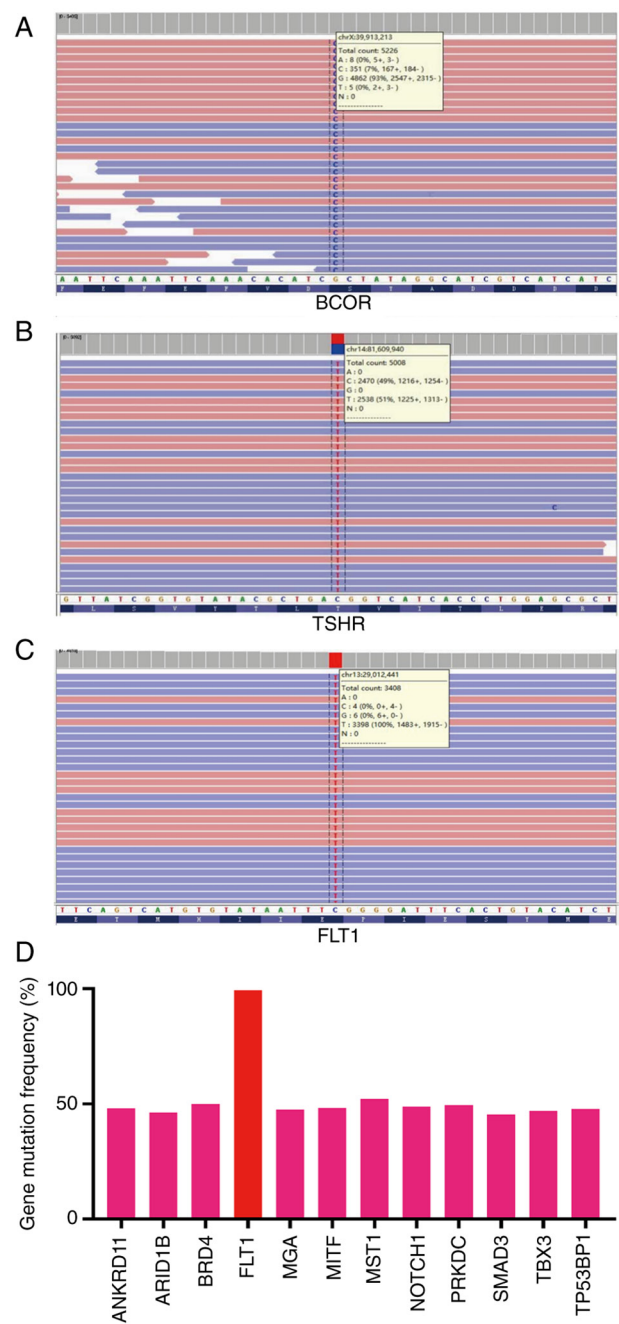 A
chrX:39,913,213
Total count: 5226
A : 8 (0%, 5+, 3- )
C : 351 (7%, 167+, 184- )
G : 4862 (93%, 2547+, 2315- )
T : 5 (0%, 2+, 3- )
N : 0
---------------
A A T T C A A A T T C A A A C A C A T C G C T A T A G G C A T C G T C A T C A T C
BCOR
B
chr14:81,609,940
Total count: 5008
A : 0
C : 2470 (49%, 1216+, 1254- )
G : 0
T : 2538 (51%, 1225+, 1313- )
N : 0
---------------
C
G T T A T C G G T G T A T A C G C T G A C G G T C A T C A C C C T G G A G C G C T
L S V Y T L T V I T L E R
TSHR
C
chr13:29,012,441
Total count: 3408
A : 0
C : 4 (0%, 0+, 4- )
G : 6 (0%, 6+, 0- )
T : 3398 (100%, 1483+, 1915- )
N : 0
---------------
T T C A G T C A T G T G T A T A A T T T C G G G G A T T T C A C T G T A C A T C T
FLT1
D
Gene mutation frequency (%)
100
50
0
ANKRD11
ARID1B
BRD4
FLT1
MGA
MITF
MST1
NOTCH1
PRKDC
SMAD3
TBX3
TP53BP1